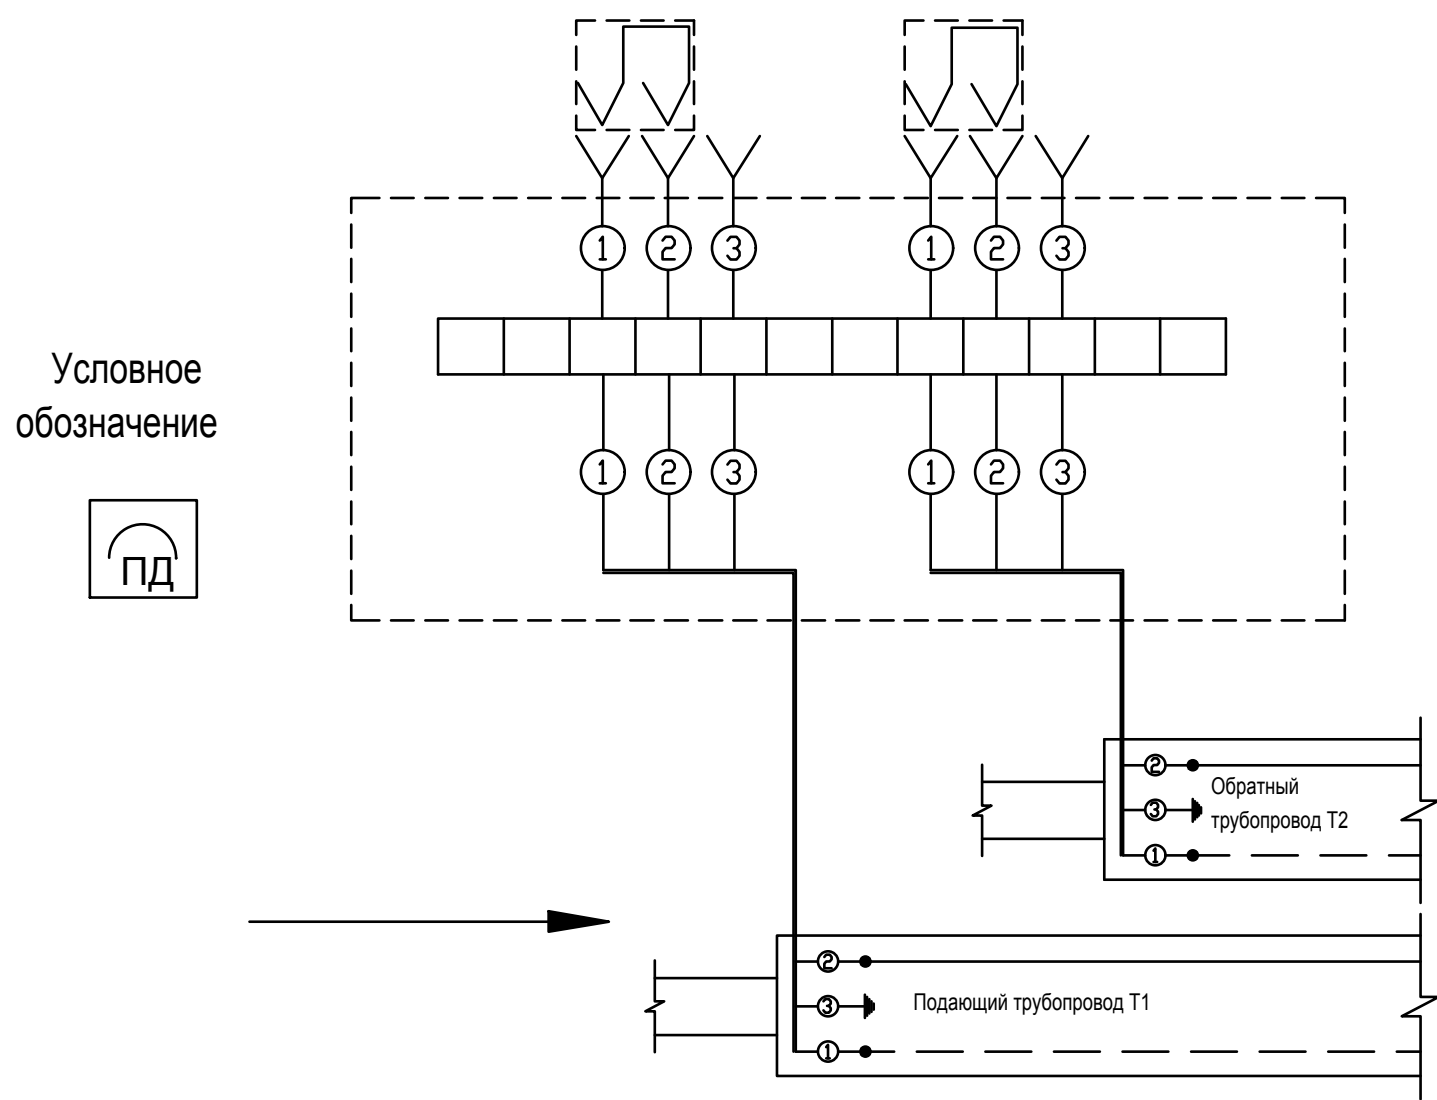 1 2 3 1 2 3
Условное
обозначение
1 2 3 1 2 3
ПД
2
Обратный
3
трубопровод Т2
1
2
3 Подающий трубопровод Т1
1